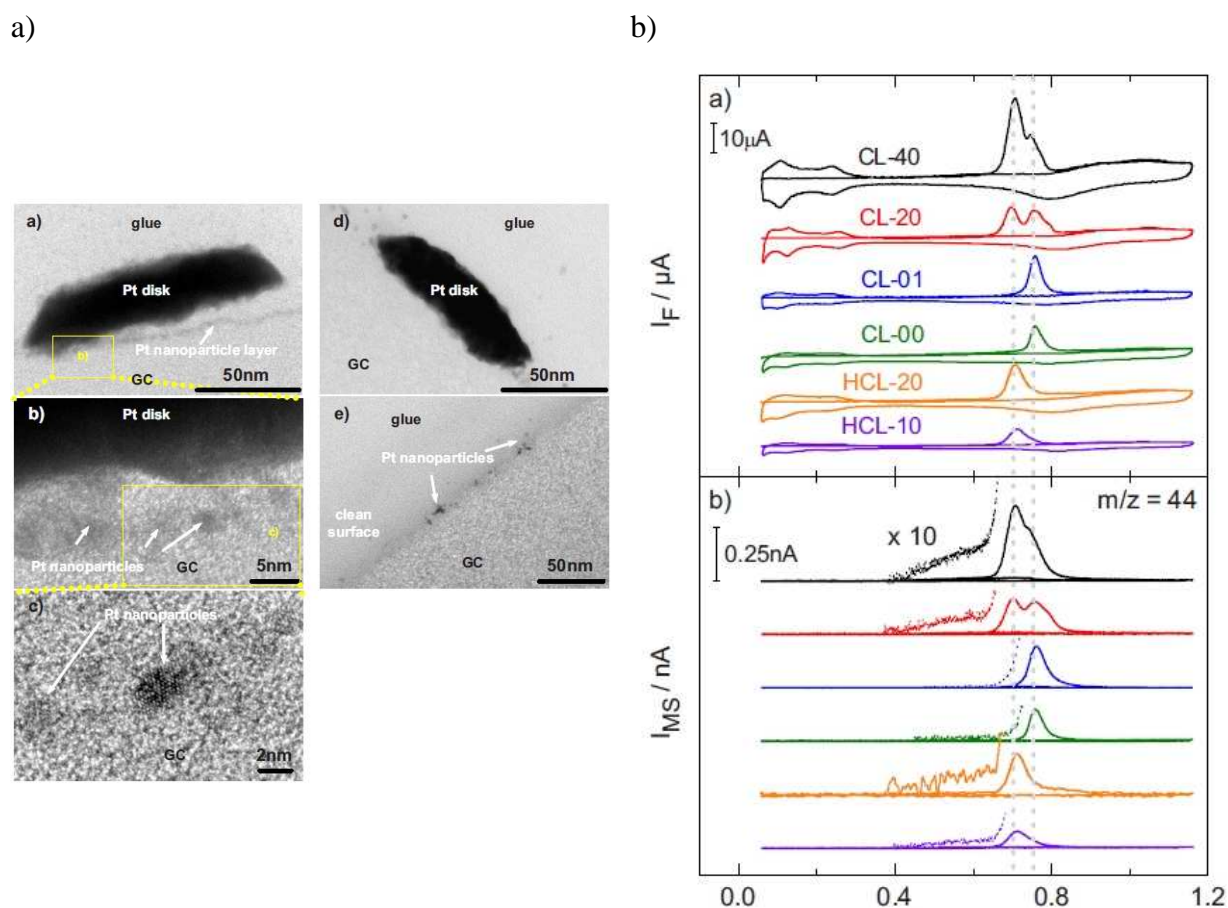 a)
b)
a)
glue
Pt disk
Pt nanoparticle layer
b)
GC
50nm
d)
glue
Pt disk
GC
50nm
b)
Pt disk
Pt nanoparticles
GC
c)
5nm
e)
glue
Pt nanoparticles
clean
surface
GC
50nm
c)
Pt nanoparticles
GC
2nm
a)
10µA
CL-40
CL-20
CL-01
CL-00
HCL-20
HCL-10
I_F / µA
b)
m/z = 44
0.25nA
x 10
I_MS / nA
0.0 0.4 0.8 1.2